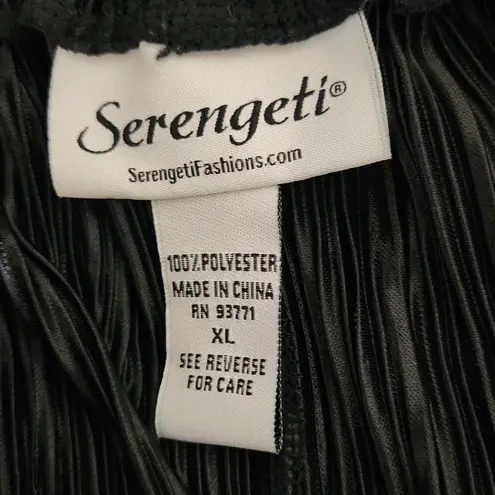 Serengeti®
SerengetiFashions.com
100% POLYESTER
MADE IN CHINA
RN 93771
XL
SEE REVERSE
FOR CARE